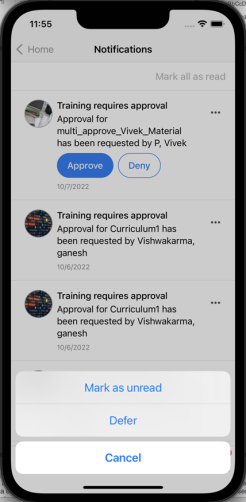 11:55
Home
Notifications
Mark all as read
Training requires approval
Approval for
multi_approve_Vivek_Material
has been requested by P, Vivek
Approve
Deny
10/7/2022
Training requires approval
Approval for Curriculum1 has
been requested by Vishwakarma,
ganesh
10/6/2022
Training requires approval
Approval for Curriculum1 has
been requested by Vishwakarma,
ganesh
10/6/2022
Mark as unread
Defer
Cancel